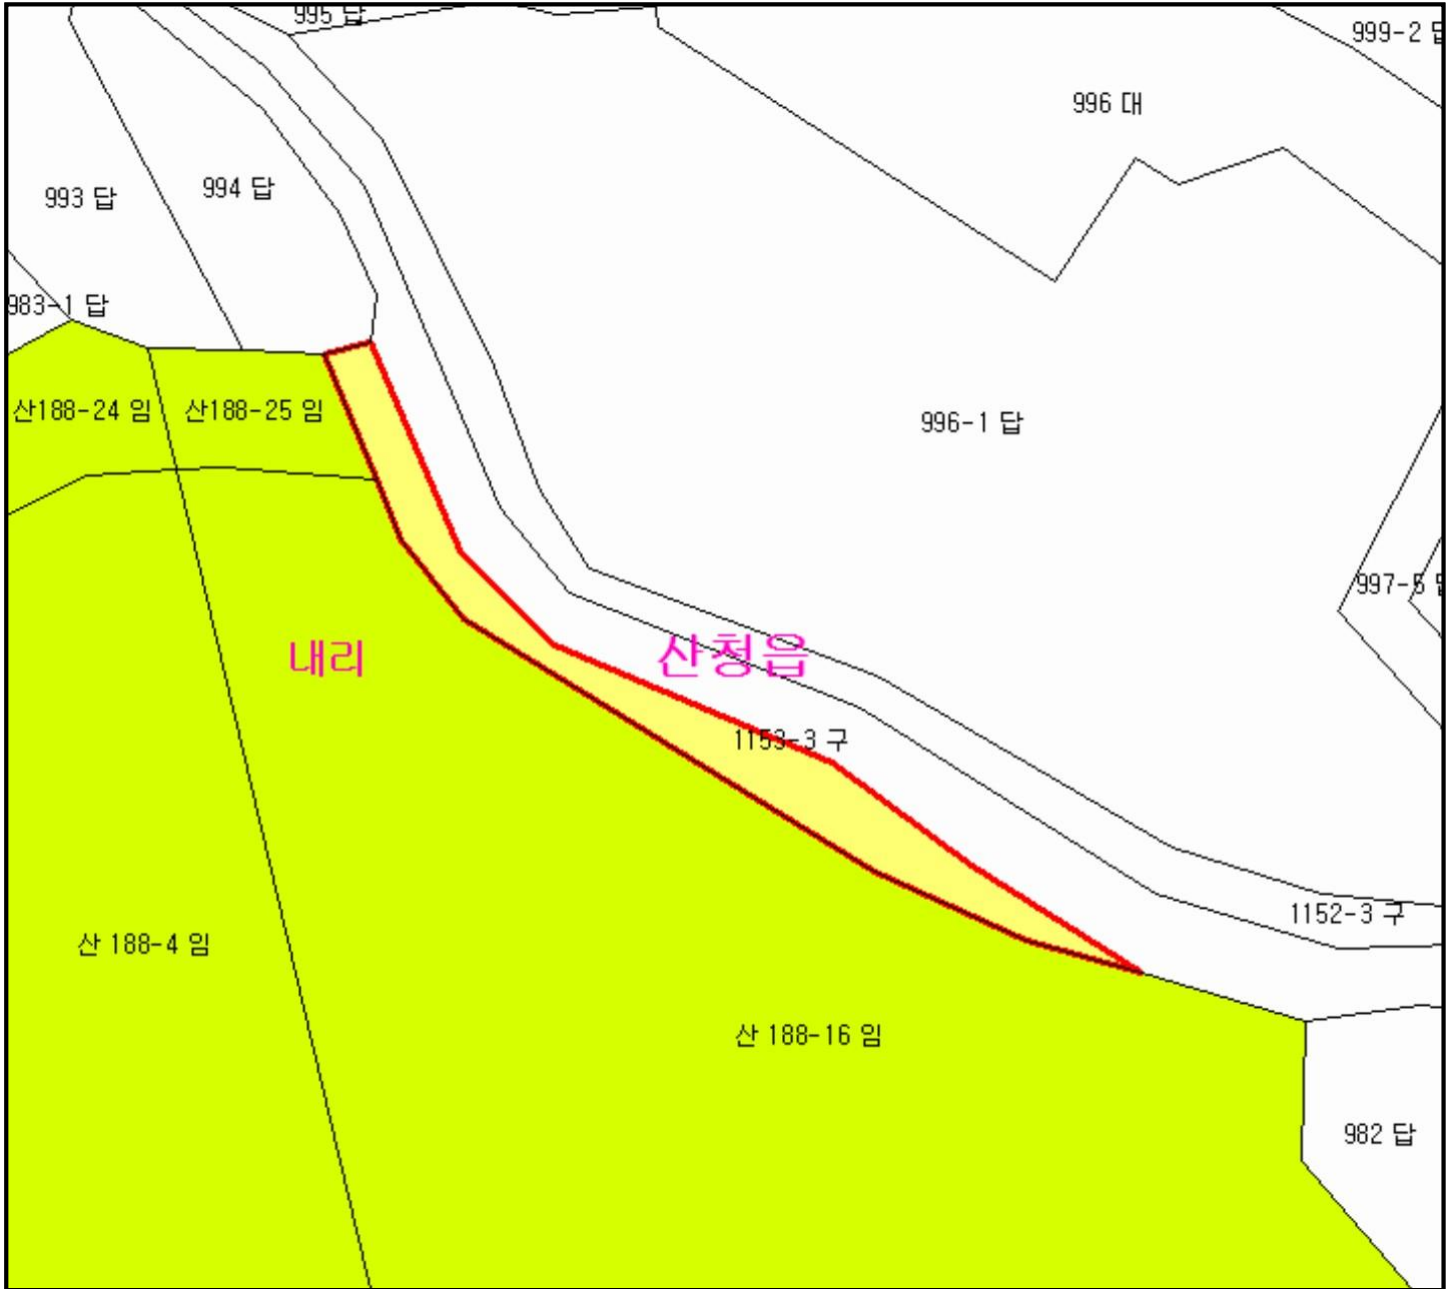 995 답
999-2 답
996 대
993 답
994 답
983-1 답
산188-24 임
산188-25 임
996-1 답
997-5 답
내리
산청읍
1153-3 구
1152-3 구
산 188-4 임
산 188-16 임
982 답